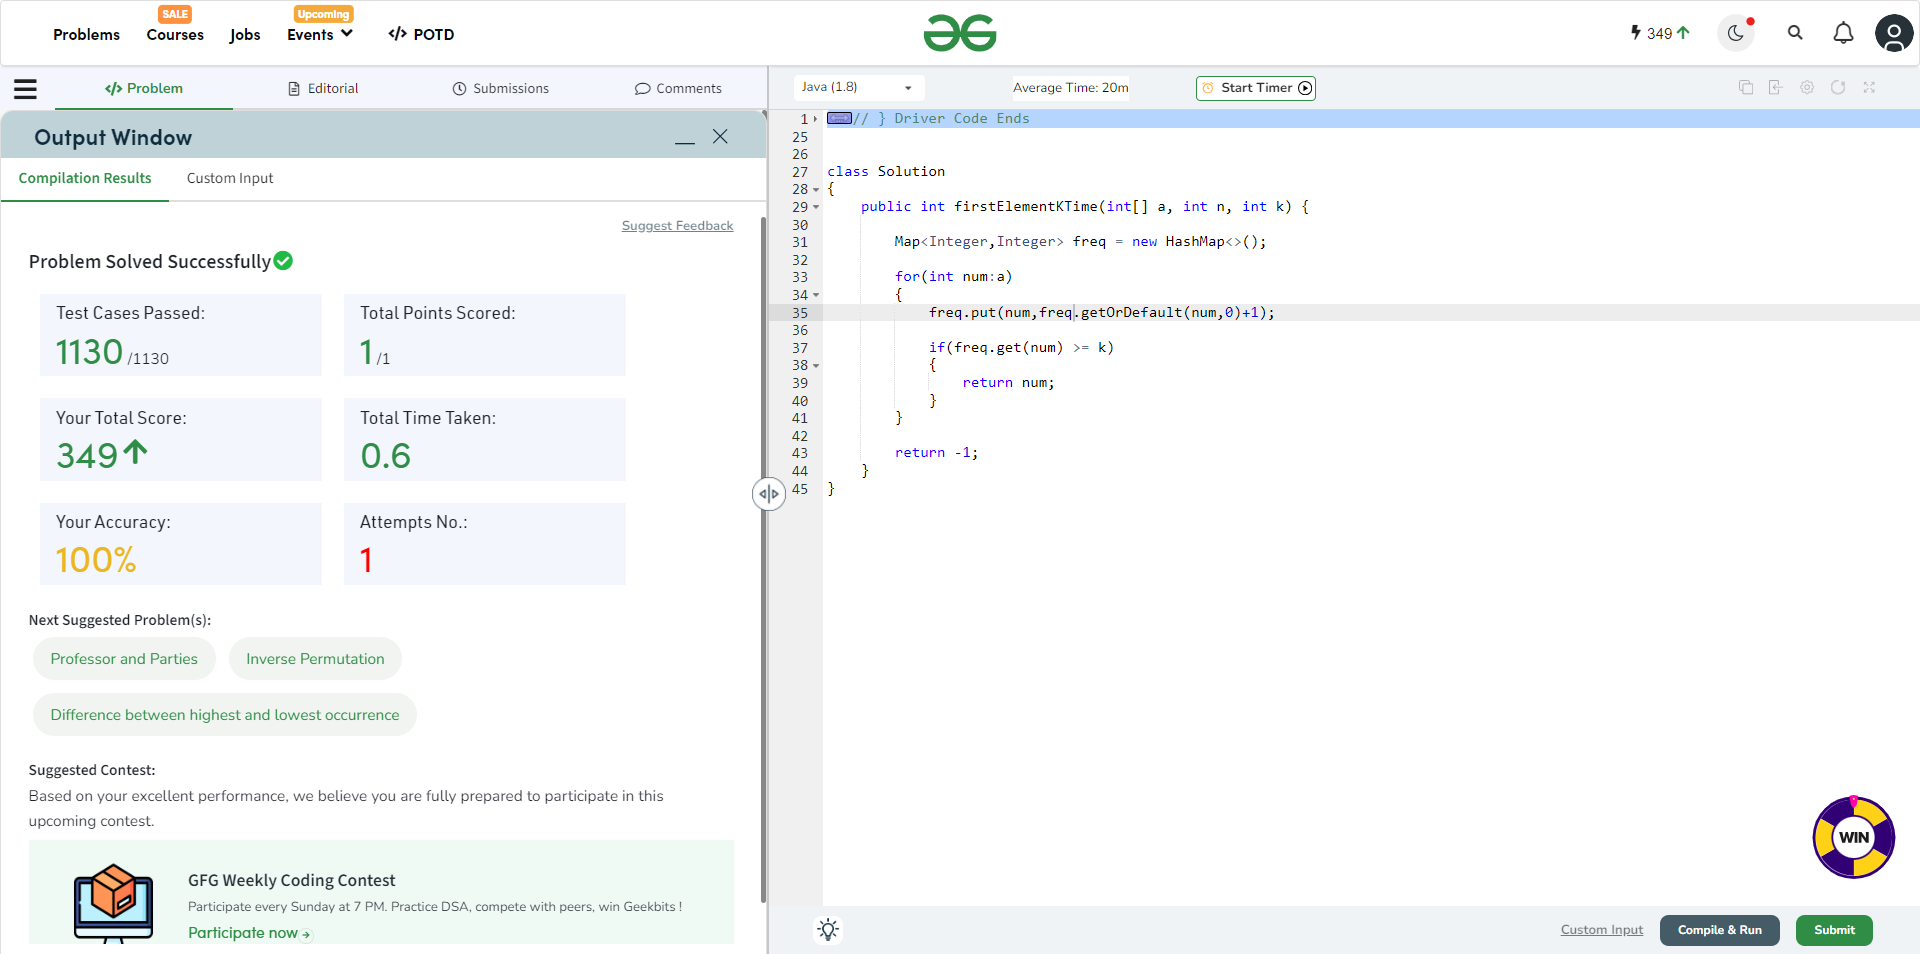 SALE
Upcoming
Problems Courses Jobs Events </> POTD
349
</> Problem Editorial Submissions Comments
Java (1.8) Average Time: 20m Start Timer
Output Window
Compilation Results Custom Input
Suggest Feedback
Problem Solved Successfully
Test Cases Passed:
1130 /1130
Total Points Scored:
1 /1
Your Total Score:
349
Total Time Taken:
0.6
Your Accuracy:
100%
Attempts No.:
1
Next Suggested Problem(s):
Professor and Parties Inverse Permutation
Difference between highest and lowest occurrence
Suggested Contest:
Based on your excellent performance, we believe you are fully prepared to participate in this
upcoming contest.
GFG Weekly Coding Contest
Participate every Sunday at 7 PM. Practice DSA, compete with peers, win Geekbits !
Participate now
1 // } Driver Code Ends
25
26
27 class Solution
28 {
29 public int firstElementKTime(int[] a, int n, int k) {
30
31 Map<Integer,Integer> freq = new HashMap<>();
32
33 for(int num:a)
34 {
35 freq.put(num,freq.getOrDefault(num,0)+1);
36
37 if(freq.get(num) >= k)
38 {
39 return num;
40 }
41 }
42
43 return -1;
44 }
45 }
WIN
Custom Input Compile & Run Submit